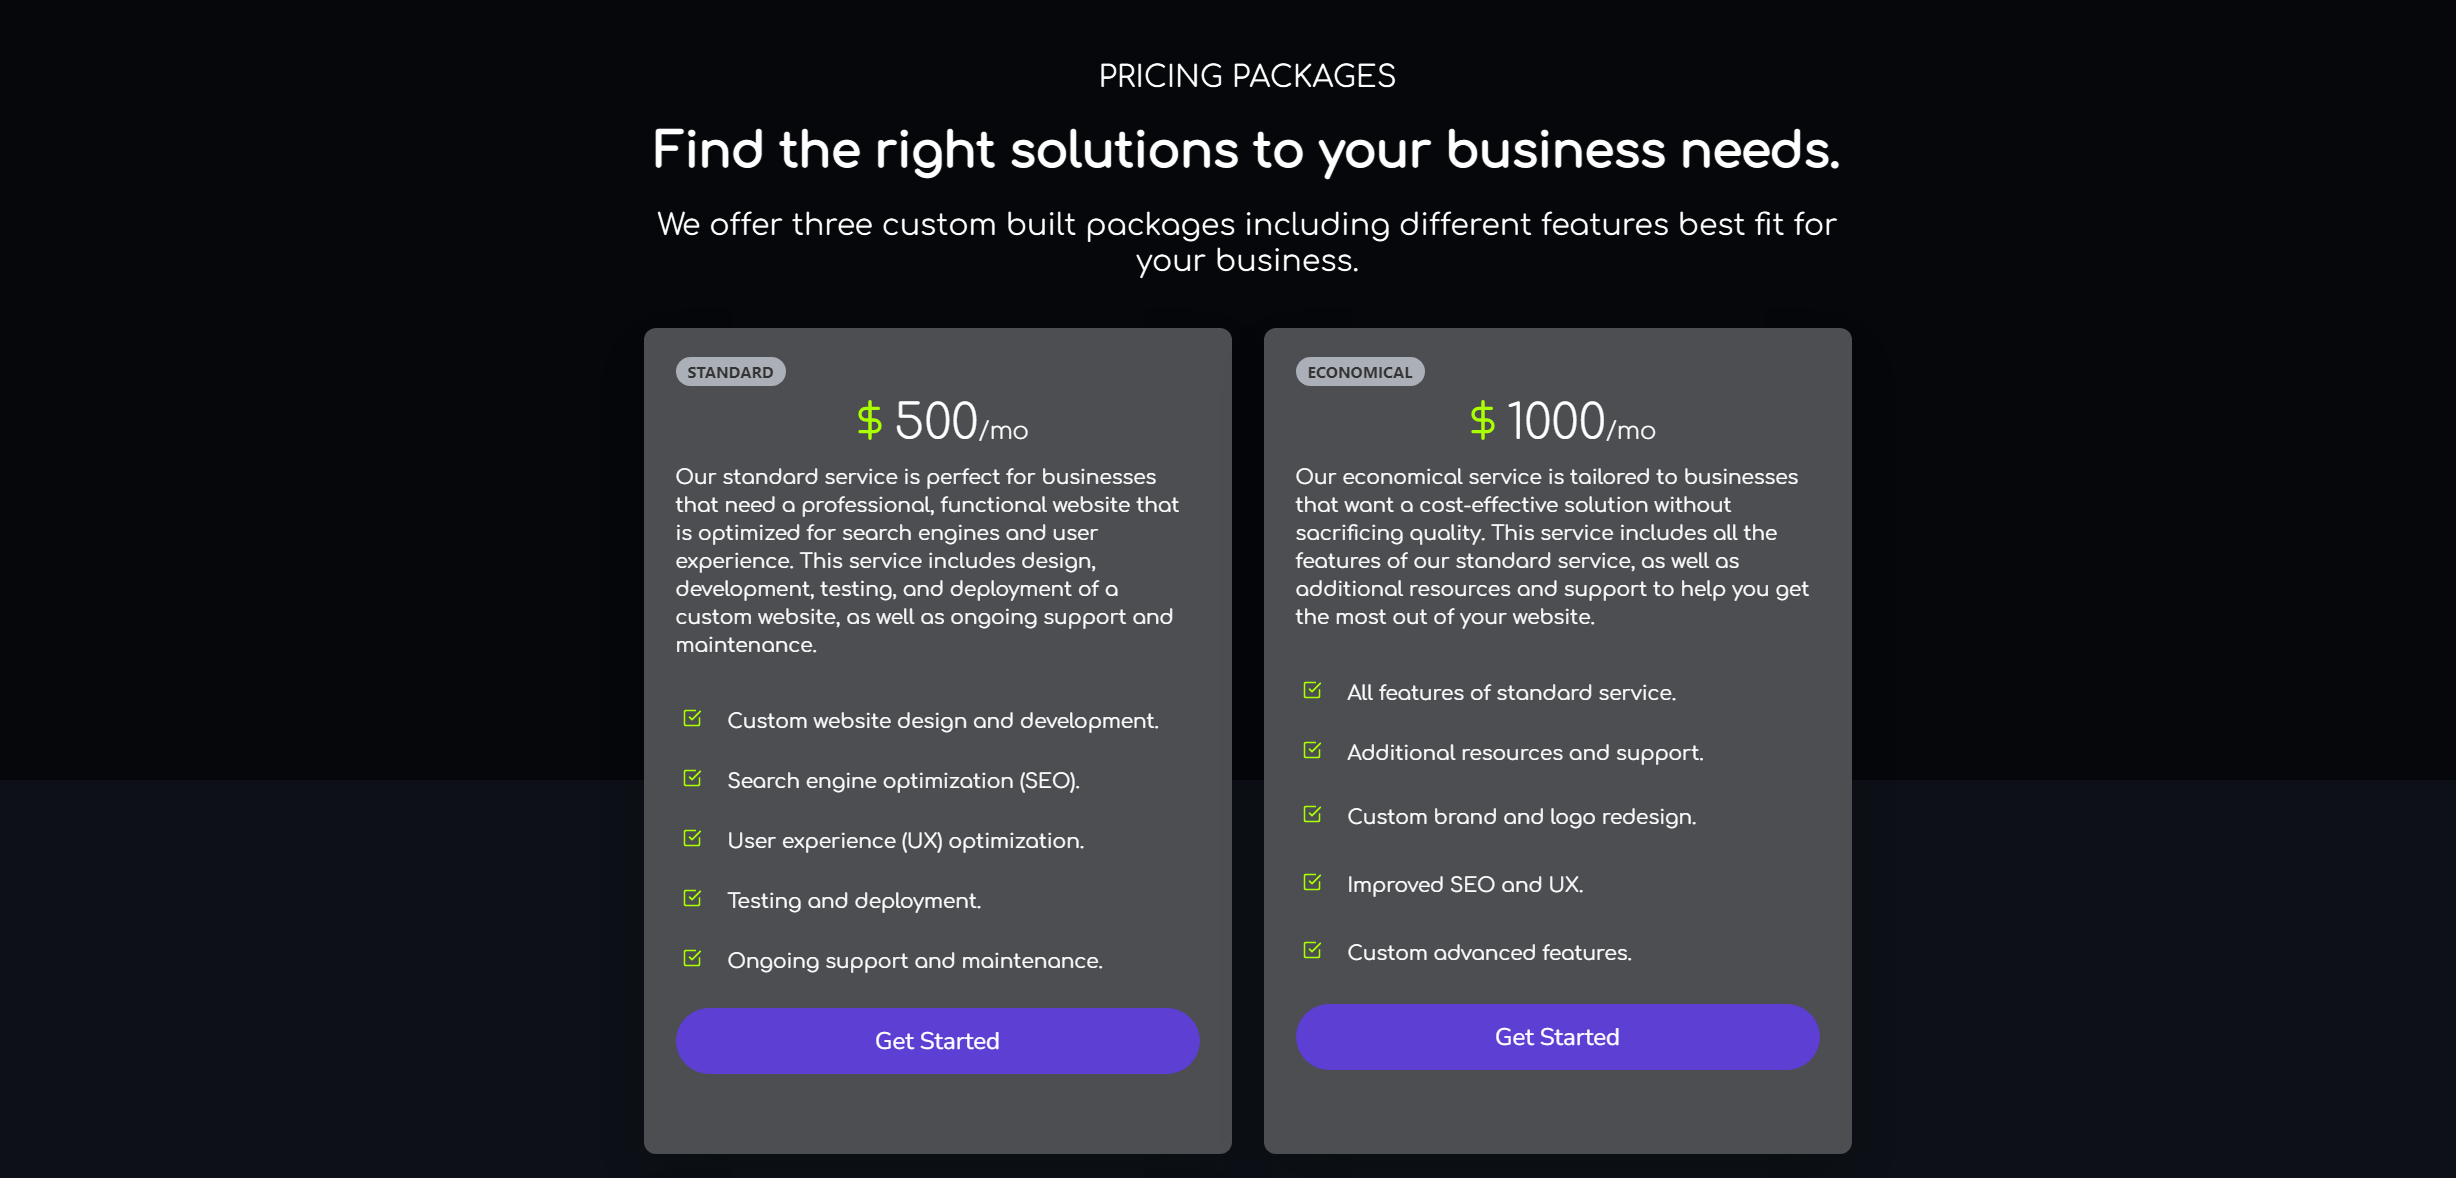 PRICING PACKAGES
Find the right solutions to your business needs.
We offer three custom built packages including different features best fit for
your business.
STANDARD
$ 500/mo
Our standard service is perfect for businesses
that need a professional, functional website that
is optimized for search engines and user
experience. This service includes design,
development, testing, and deployment of a
custom website, as well as ongoing support and
maintenance.
Custom website design and development.
Search engine optimization (SEO).
User experience (UX) optimization.
Testing and deployment.
Ongoing support and maintenance.
Get Started
ECONOMICAL
$ 1000/mo
Our economical service is tailored to businesses
that want a cost-effective solution without
sacrificing quality. This service includes all the
features of our standard service, as well as
additional resources and support to help you get
the most out of your website.
All features of standard service.
Additional resources and support.
Custom brand and logo redesign.
Improved SEO and UX.
Custom advanced features.
Get Started